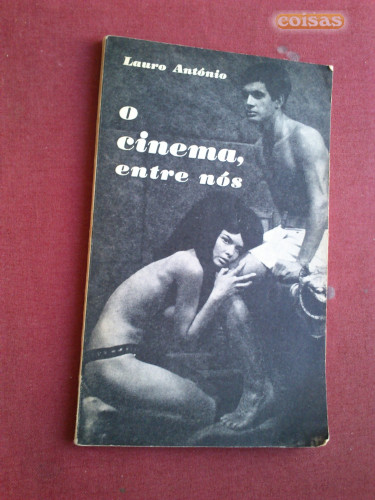 coisas
Lauro António
o
cinema,
entre nós